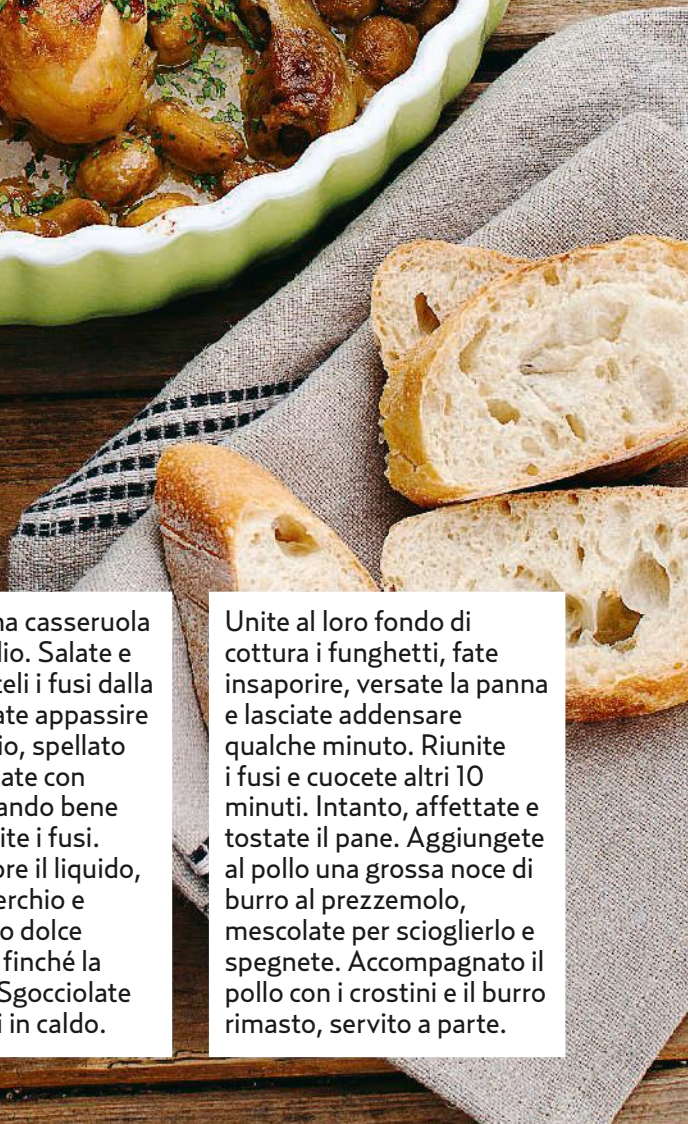 na casseruola
lio. Salate e
teli i fusi dalla
ate appassire
io, spellato
ate con
ando bene
ite i fusi.
ore il liquido,
erchio e
o dolce
finché la
Sgocciolate
i in caldo.
Unite al loro fondo di
cottura i funghetti, fate
insaporire, versate la panna
e lasciate addensare
qualche minuto. Riunite
i fusi e cuocete altri 10
minuti. Intanto, affettate e
tostate il pane. Aggiungete
al pollo una grossa noce di
burro al prezzemolo,
mescolate per scioglierlo e
spegnete. Accompagnato il
pollo con i crostini e il burro
rimasto, servito a parte.